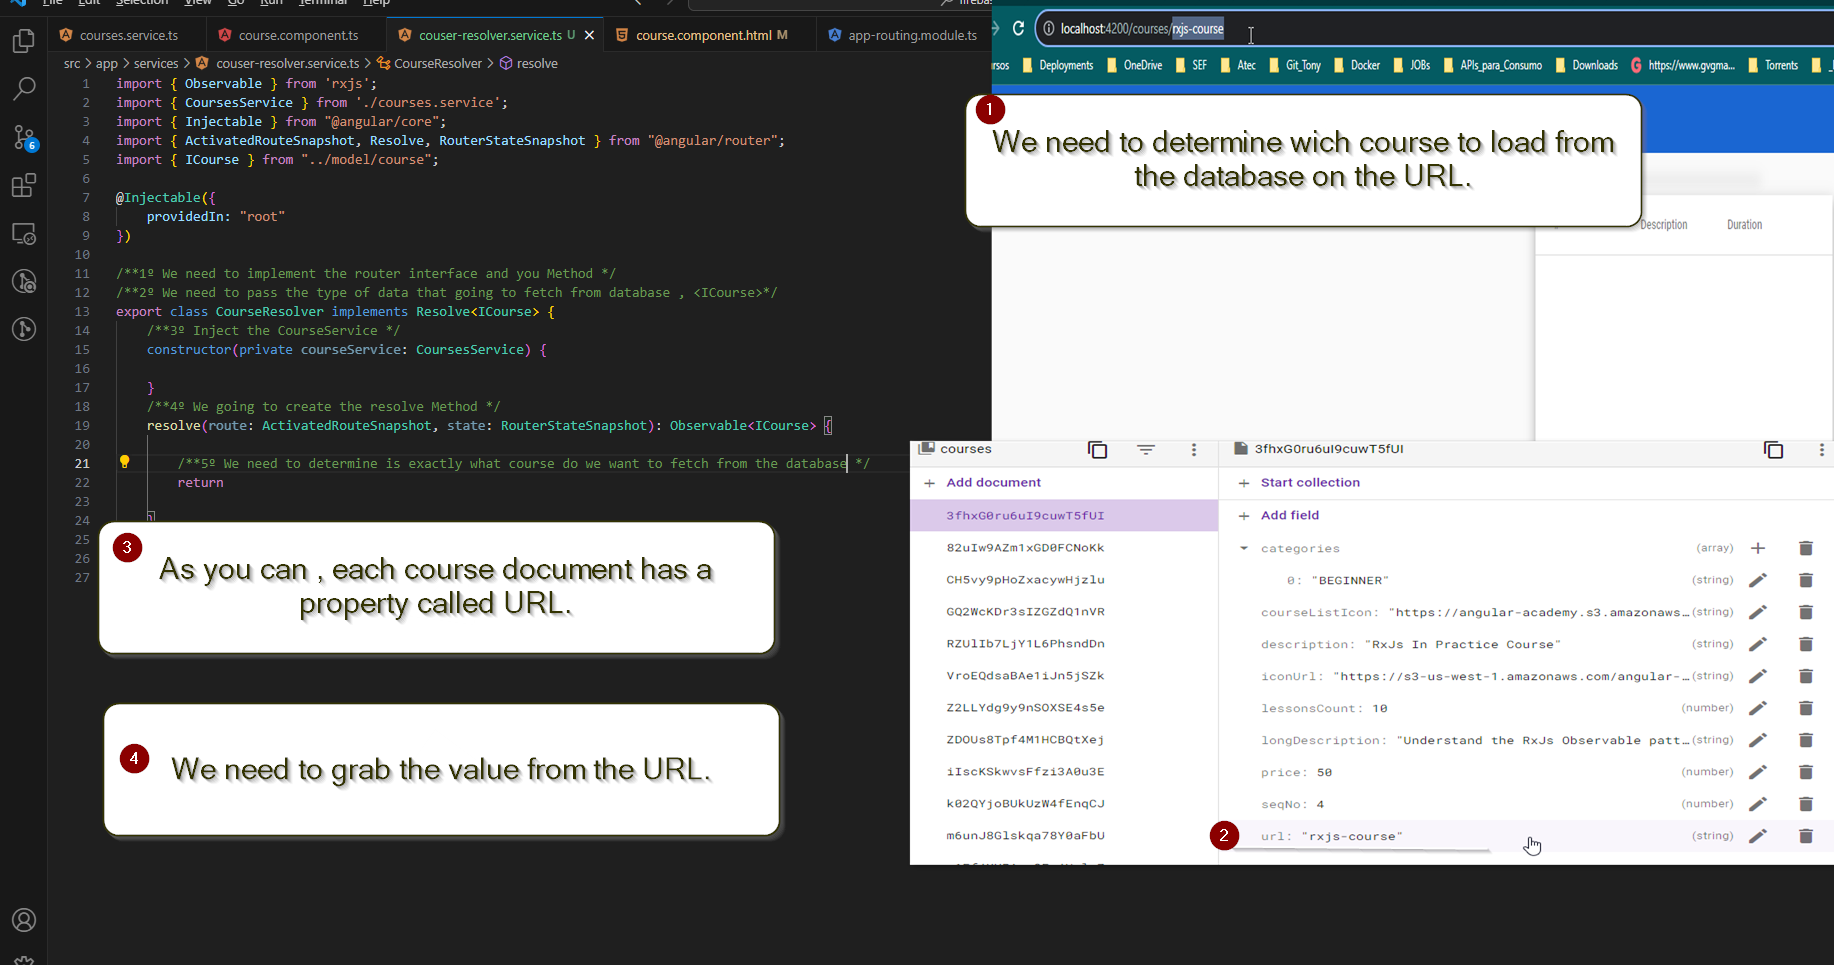 File Edit Selection View Go Run Terminal Help
courses.service.ts
course.component.ts
couser-resolver.service.ts U
course.component.html M
app-routing.module.ts
src > app > services > couser-resolver.service.ts > CourseResolver > resolve
1 import { Observable } from 'rxjs';
2 import { CoursesService } from './courses.service';
3 import { Injectable } from "@angular/core";
4 import { ActivatedRouteSnapshot, Resolve, RouterStateSnapshot } from "@angular/router";
5 import { ICourse } from "../model/course";
6
7 @Injectable({
8 providedIn: "root"
9 })
10
11 /**1º We need to implement the router interface and you Method */
12 /**2º We need to pass the type of data that going to fetch from database , <ICourse>*/
13 export class CourseResolver implements Resolve<ICourse> {
14 /**3º Inject the CourseService */
15 constructor(private courseService: CoursesService) {
16
17 }
18 /**4º We going to create the resolve Method */
19 resolve(route: ActivatedRouteSnapshot, state: RouterStateSnapshot): Observable<ICourse> {
20
21 /**5º We need to determine is exactly what course do we want to fetch from the database */
22 return
23
24 }
25
26
27
6
localhost:4200/courses/rxjs-course
Deployments
OneDrive
SEF
Atec
Git_Tony
Docker
JOBs
APIs_para_Consumo
Downloads
https://www.gvgma...
Torrents
1
We need to determine wich course to load from
the database on the URL.
Description
Duration
3
As you can , each course document has a
property called URL.
4
We need to grab the value from the URL.
courses
Add document
3fhxG0ru6uI9cuwT5fUI
82uIw9AZm1xGD0FCNoKk
CH5vy9pHoZxacywHjzlu
GQ2WcKDr3sIZGZdQ1nVR
RZUlIb7LjY1L6PhsndDn
VroEQdsaBAe1iJn5jSZk
Z2LLYdg9y9nSOXSE4s5e
ZDOUs8Tpf4M1HCBQtXej
iIscKSkwvsFfzi3A0u3E
k02QYjoBUkUzW4fEnqCJ
m6unJ8Glskqa78Y0aFbU
3fhxG0ru6uI9cuwT5fUI
Start collection
Add field
categories (array)
0: "BEGINNER" (string)
courseListIcon: "https://angular-academy.s3.amazonaws… (string)
description: "RxJs In Practice Course" (string)
iconUrl: "https://s3-us-west-1.amazonaws.com/angular-… (string)
lessonsCount: 10 (number)
longDescription: "Understand the RxJs Observable patt… (string)
price: 50 (number)
seqNo: 4 (number)
2
url: "rxjs-course" (string)